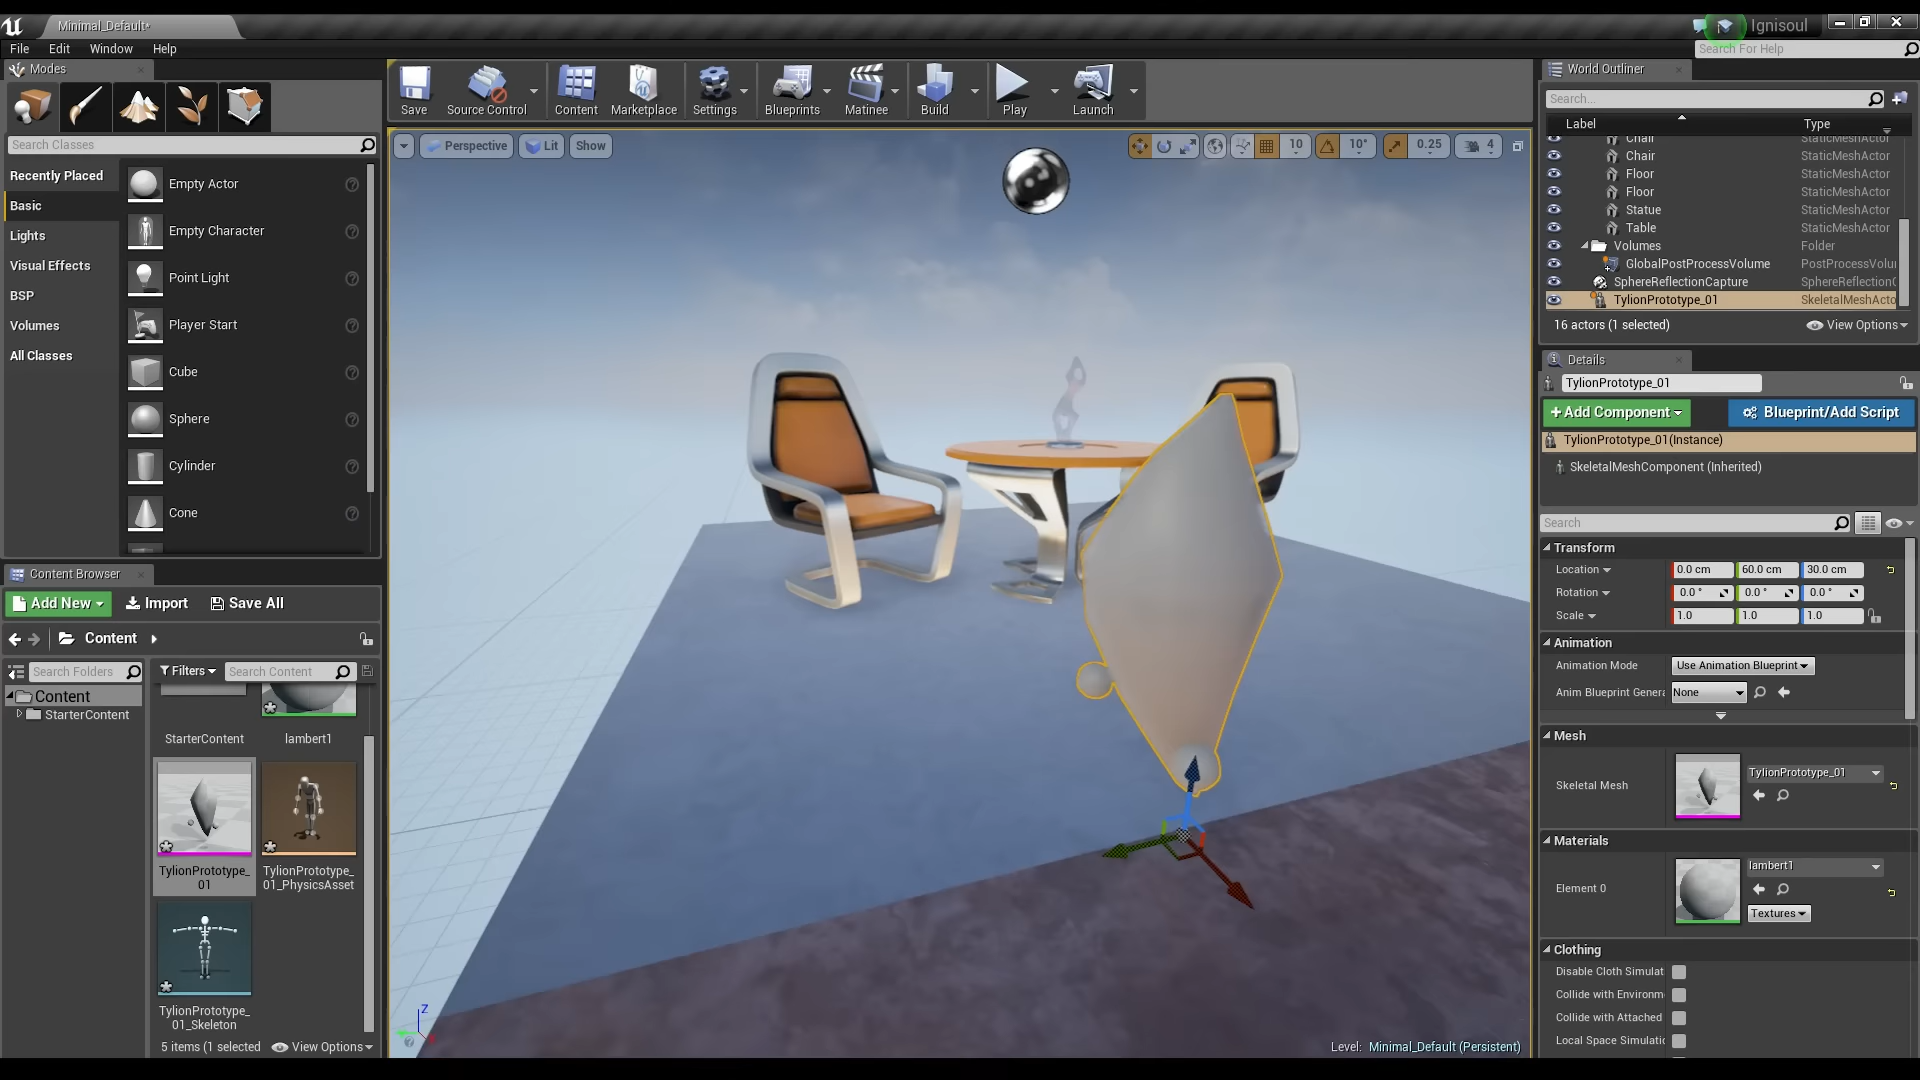 Minimal_Default*
Ignisoul
File Edit Window Help
Search For Help
Modes
Search Classes
Recently Placed
Basic
Lights
Visual Effects
BSP
Volumes
All Classes
Empty Actor
Empty Character
Point Light
Player Start
Cube
Sphere
Cylinder
Cone
Content Browser
Add New
Import
Save All
Content
Search Folders
Content
StarterContent
Filters
Search Content
StarterContent
lambert1
TylionPrototype_
01
TylionPrototype_
01_PhysicsAsset
TylionPrototype_
01_Skeleton
5 items (1 selected
View Options
Save
Source Control
Content
Marketplace
Settings
Blueprints
Matinee
Build
Play
Launch
Perspective
Lit
Show
10
10°
0.25
4
Z
Level: Minimal_Default (Persistent)
World Outliner
Search...
Label Type
Chair StaticMeshActor
Chair StaticMeshActor
Floor StaticMeshActor
Floor StaticMeshActor
Statue StaticMeshActor
Table StaticMeshActor
Volumes Folder
GlobalPostProcessVolume PostProcessVolu
SphereReflectionCapture SphereReflectionC
TylionPrototype_01 SkeletalMeshActo
16 actors (1 selected)
View Options
Details
TylionPrototype_01
+Add Component
Blueprint/Add Script
TylionPrototype_01(Instance)
SkeletalMeshComponent (Inherited)
Search
Transform
Location 0.0 cm 60.0 cm 30.0 cm
Rotation 0.0 ° 0.0 ° 0.0 °
Scale 1.0 1.0 1.0
Animation
Animation Mode Use Animation Blueprint
Anim Blueprint Genera None
Mesh
Skeletal Mesh TylionPrototype_01
Materials
Element 0 lambert1
Textures
Clothing
Disable Cloth Simulat
Collide with Environm
Collide with Attached
Local Space Simulatic